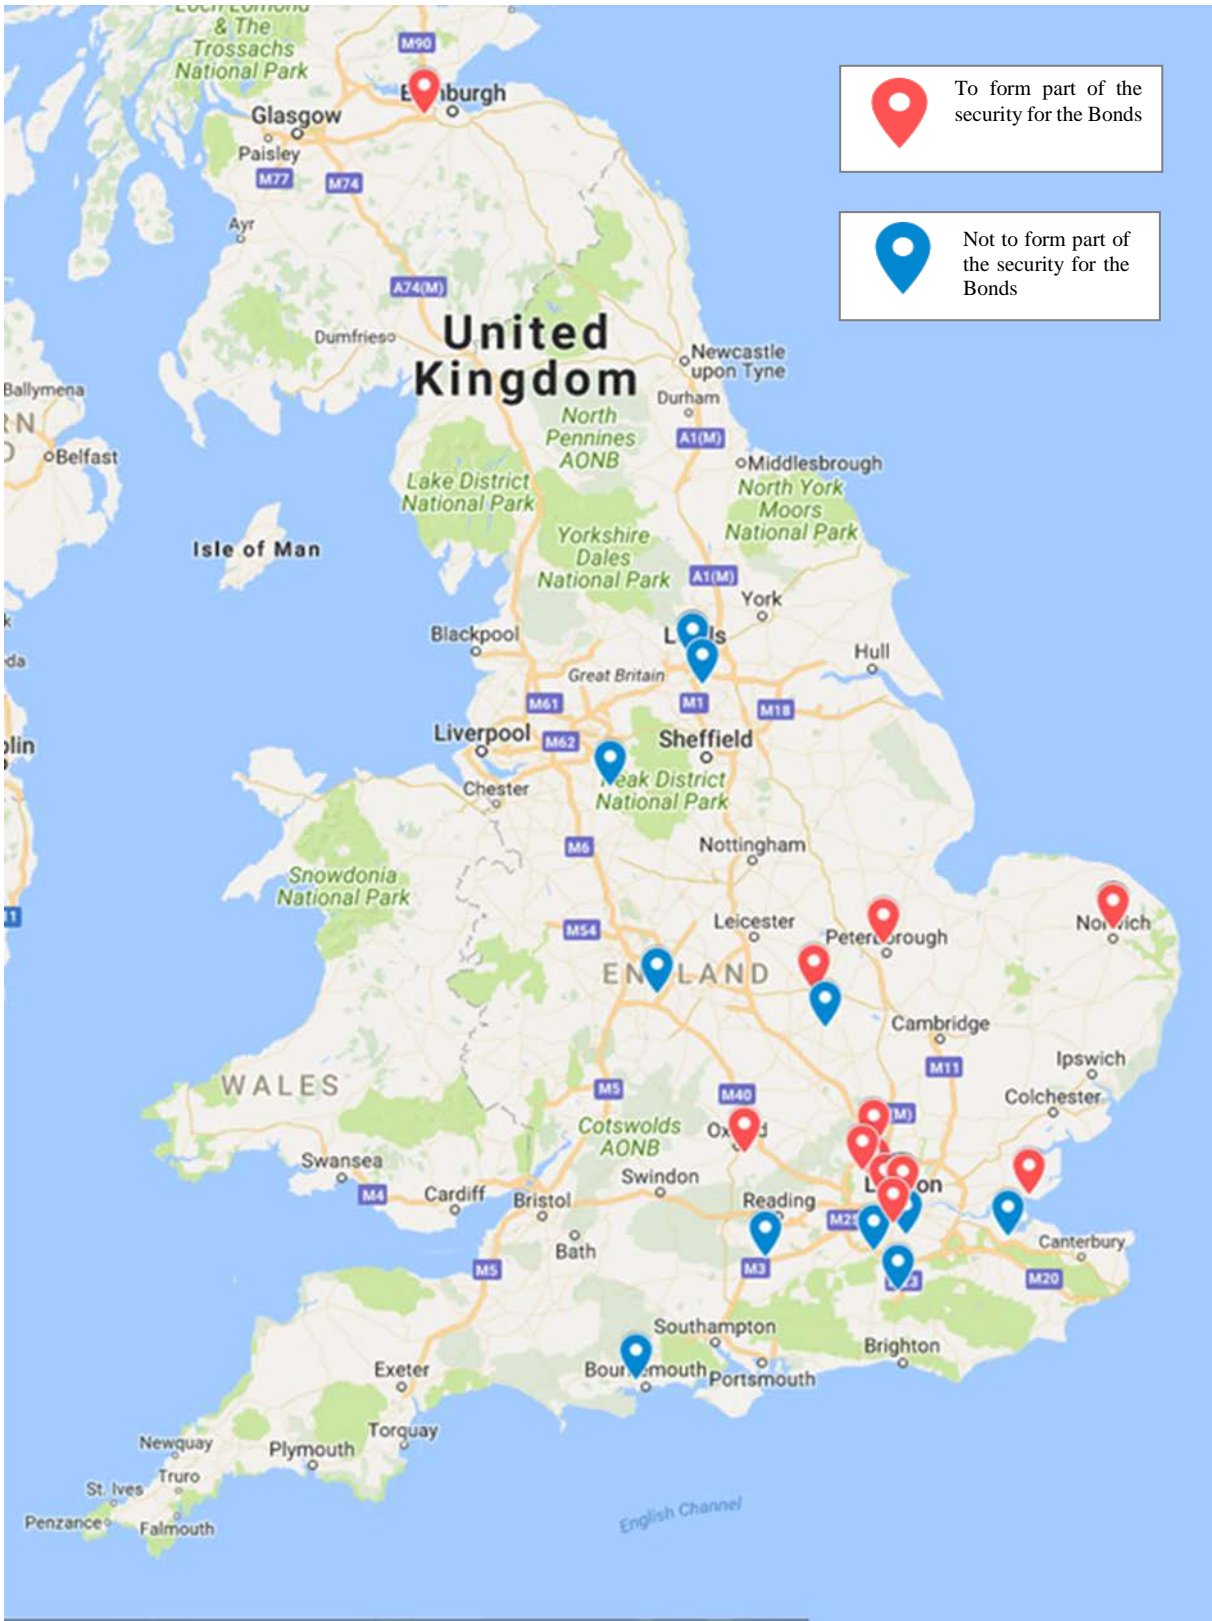 Loch Lomond
& The
Trossachs
National Park
M90
To form part of the
security for the Bonds
Glasgow
Paisley
M77
M74
Ayr
Not to form part of
the security for the
Bonds
A74(M)
Dumfries
United
Kingdom
Newcastle
upon Tyne
Ballymena
Durham
North
Pennines
AONB
A1(M)
Belfast
Middlesbrough
Lake District
National Park
North York
Moors
National Park
Yorkshire
Dales
National Park
Isle of Man
A1(M)
York
Blackpool
Hull
Great Britain
M61
M1
M18
Liverpool
M62
Sheffield
Chester
Peak District
National Park
M6
Nottingham
Snowdonia
National Park
Leicester
M54
ENGLAND
Cambridge
M11
Ipswich
WALES
M5
M40
Colchester
Cotswolds
AONB
Swansea
Swindon
M4
Cardiff
Bristol
Reading
M25
Bath
Canterbury
M5
M3
M20
Southampton
Brighton
Exeter
Portsmouth
Torquay
Newquay
Plymouth
Truro
St. Ives
Penzance
Falmouth
English Channel